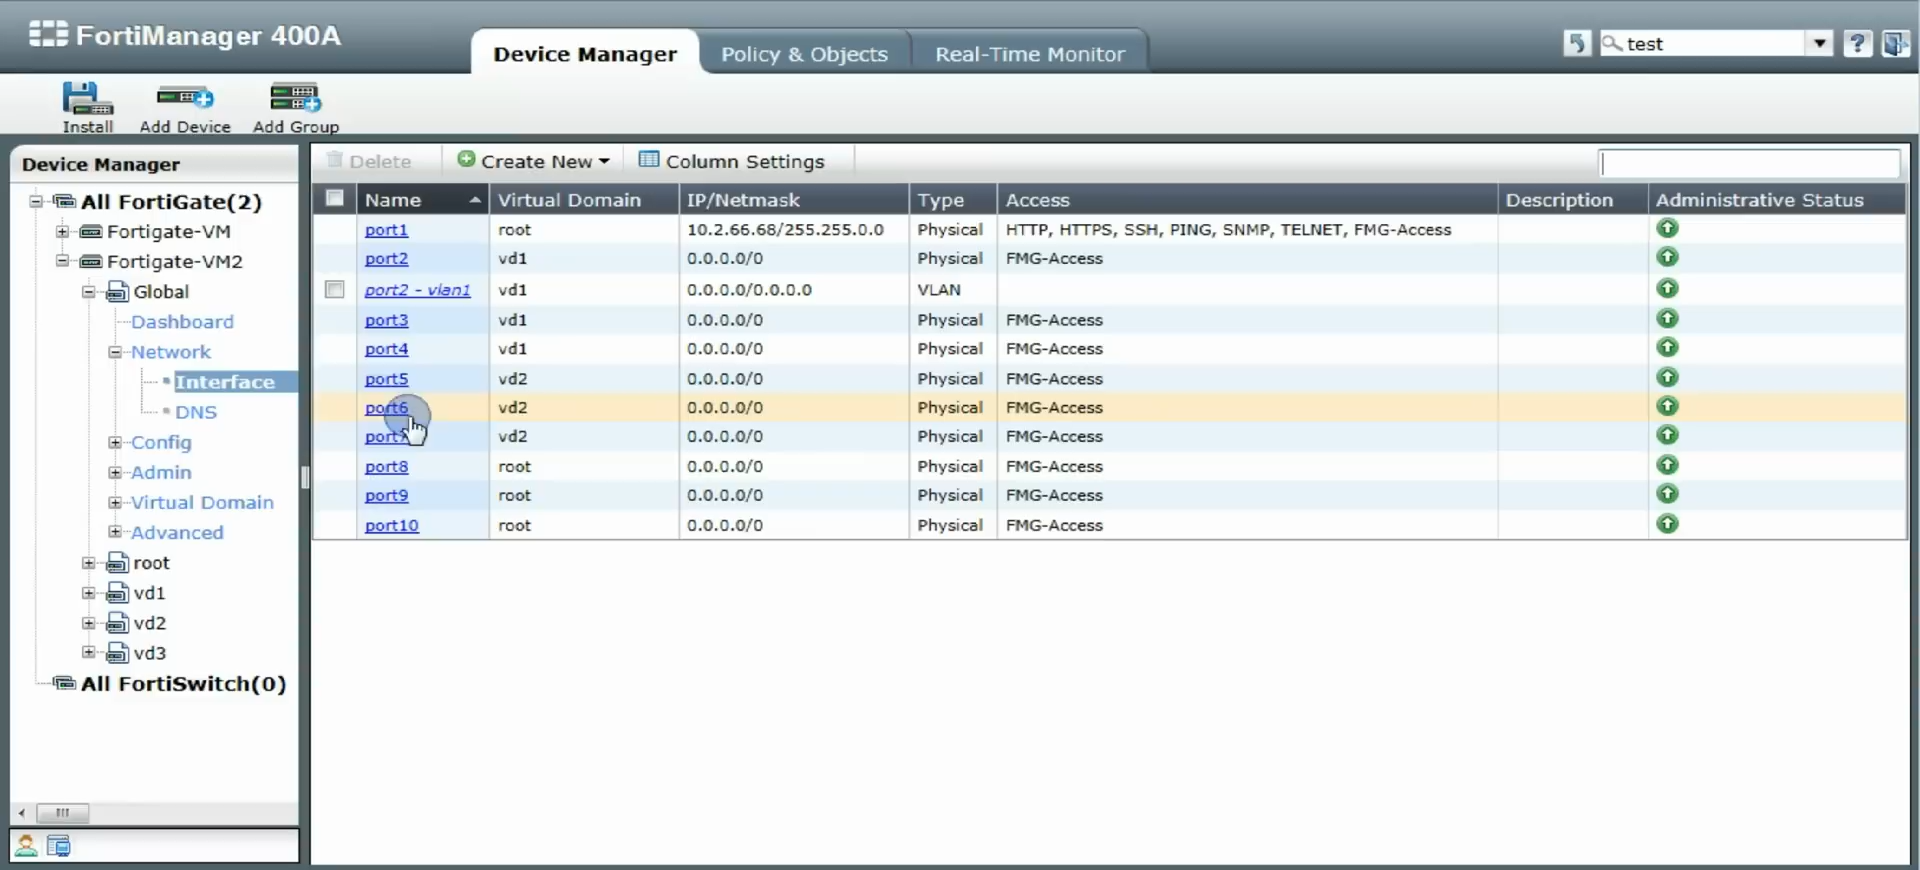 FortiManager 400A
Device Manager Policy & Objects Real-Time Monitor
test
?
Install Add Device Add Group
Device Manager
All FortiGate(2)
Fortigate-VM
Fortigate-VM2
Global
Dashboard
Network
Interface
DNS
Config
Admin
Virtual Domain
Advanced
root
vd1
vd2
vd3
All FortiSwitch(0)
Delete Create New Column Settings
Name Virtual Domain IP/Netmask Type Access Description Administrative Status
port1 root 10.2.66.68/255.255.0.0 Physical HTTP, HTTPS, SSH, PING, SNMP, TELNET, FMG-Access
port2 vd1 0.0.0.0/0 Physical FMG-Access
port2 - vlan1 vd1 0.0.0.0/0.0.0.0 VLAN
port3 vd1 0.0.0.0/0 Physical FMG-Access
port4 vd1 0.0.0.0/0 Physical FMG-Access
port5 vd2 0.0.0.0/0 Physical FMG-Access
port6 vd2 0.0.0.0/0 Physical FMG-Access
port7 vd2 0.0.0.0/0 Physical FMG-Access
port8 root 0.0.0.0/0 Physical FMG-Access
port9 root 0.0.0.0/0 Physical FMG-Access
port10 root 0.0.0.0/0 Physical FMG-Access